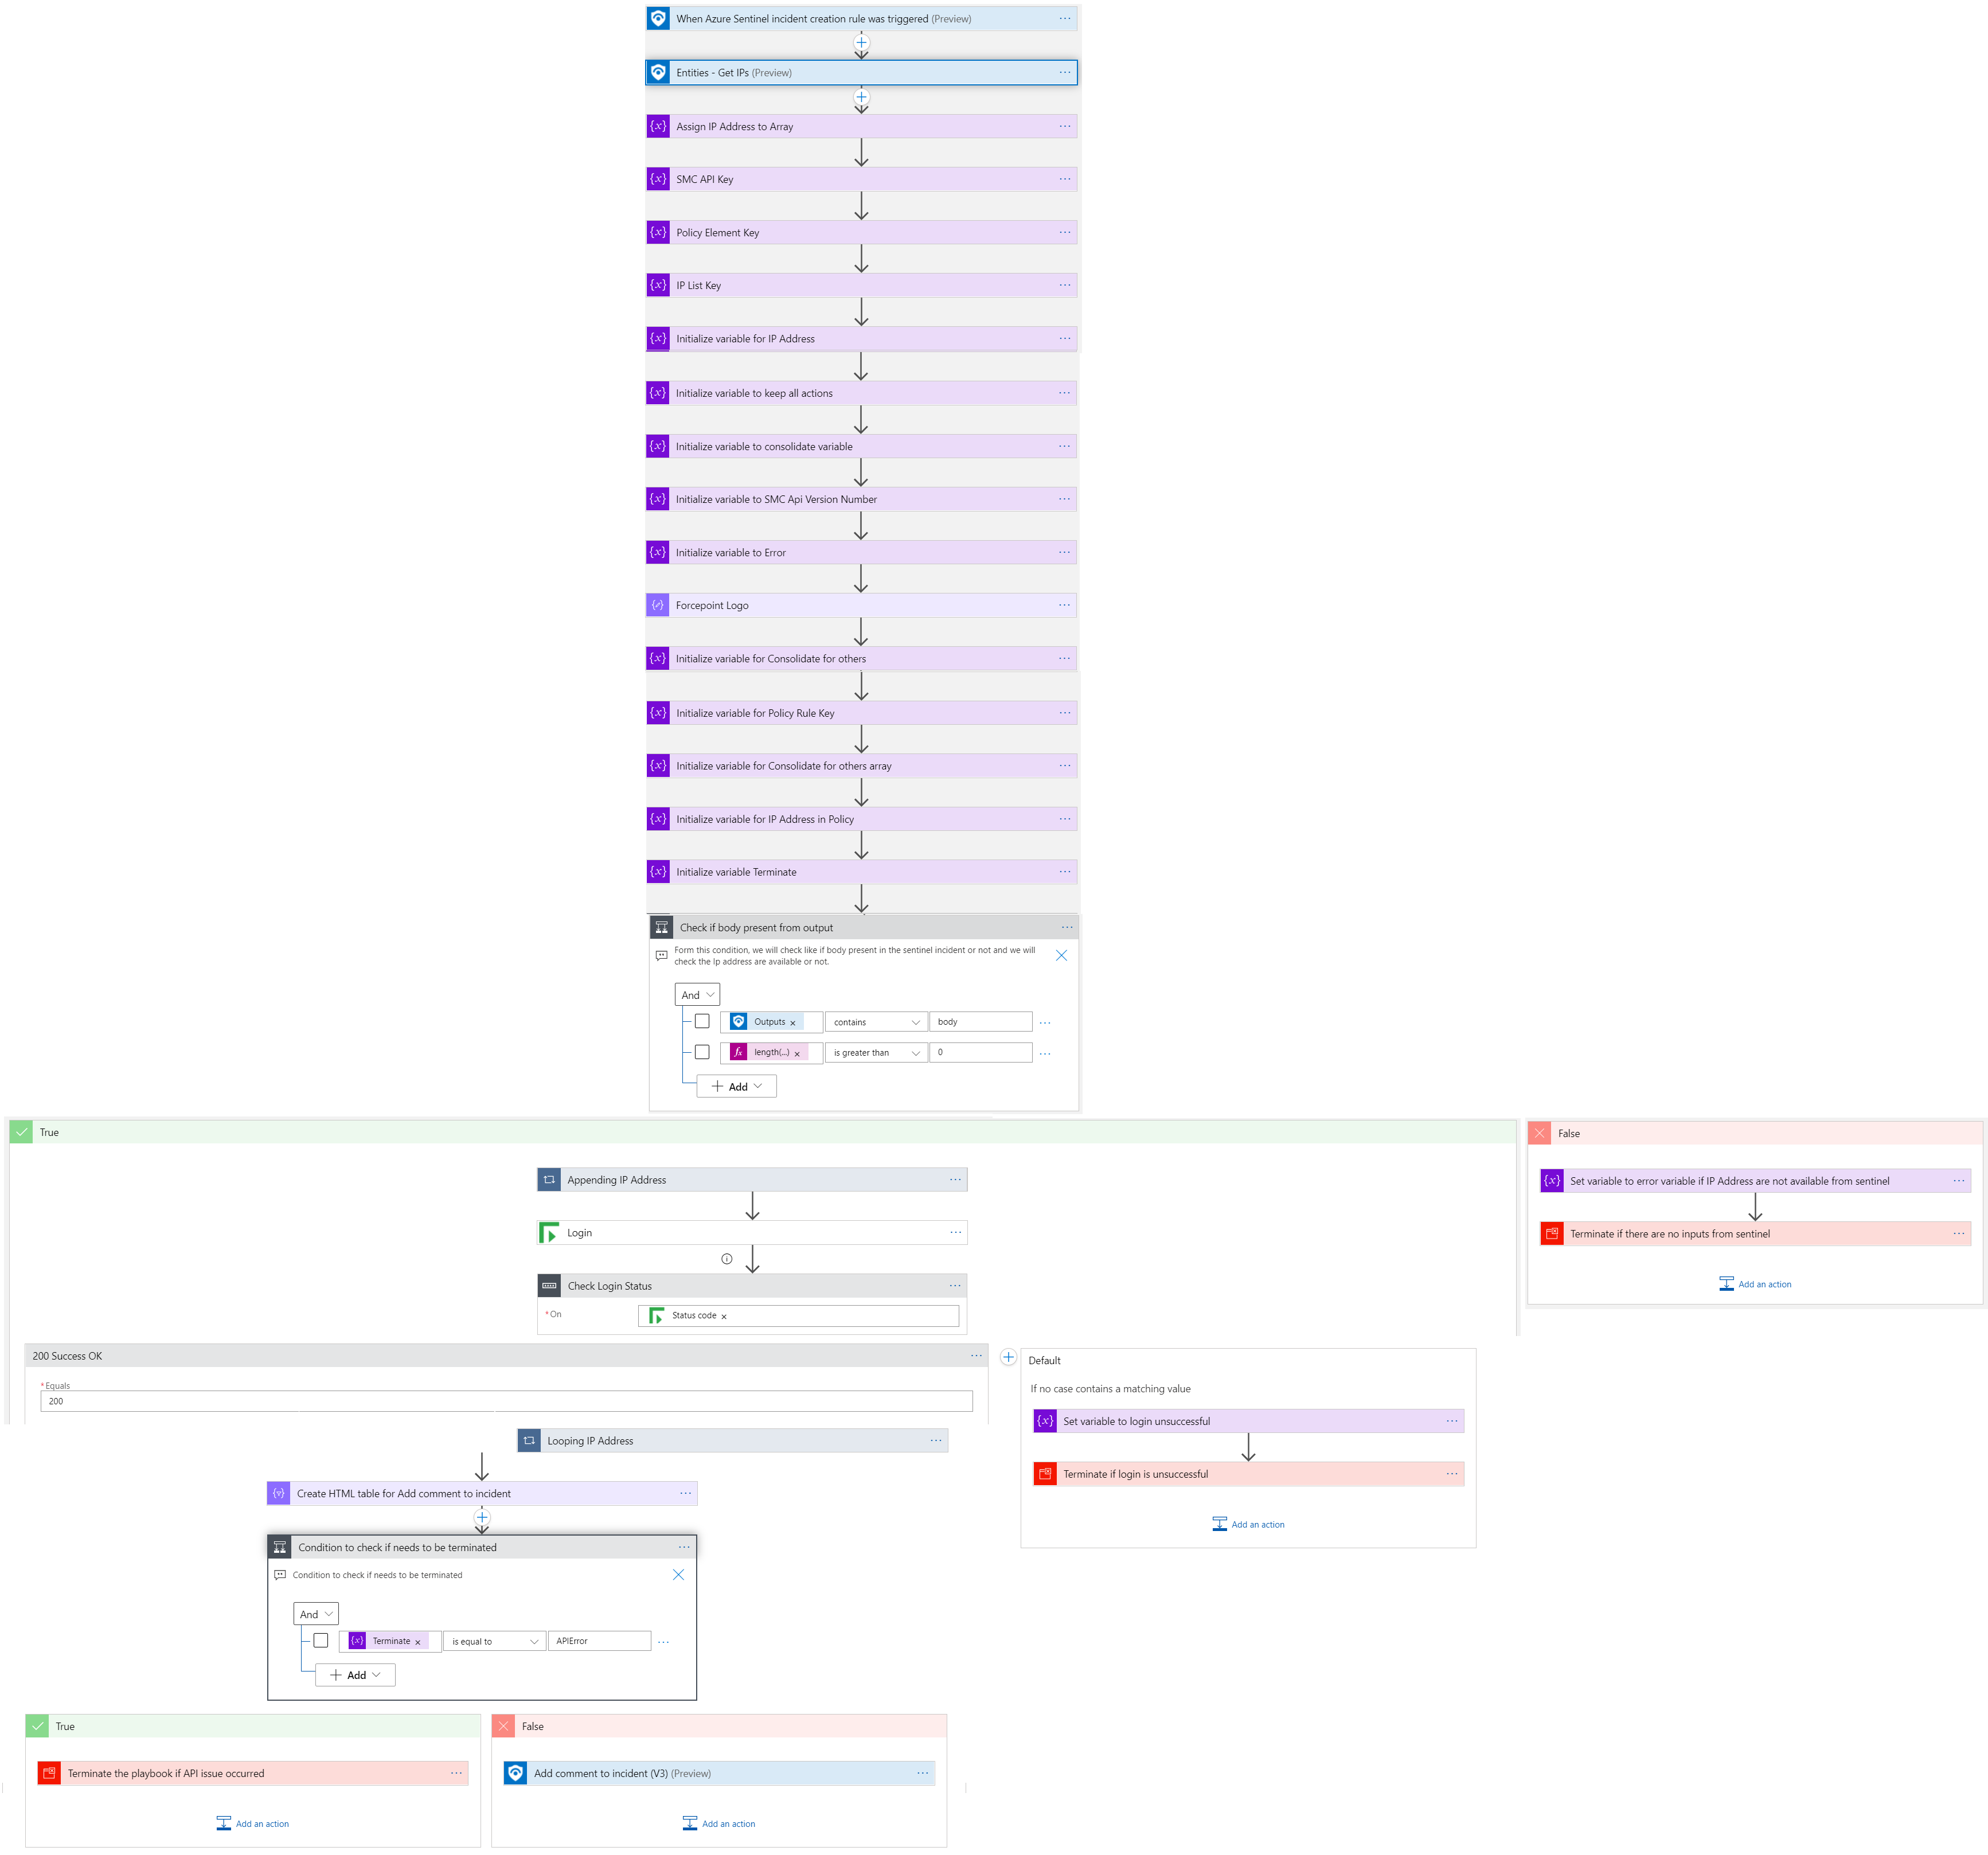 When Azure Sentinel incident creation rule was triggered (Preview)
Entities - Get IPs (Preview)
Assign IP Address to Array
SMC API Key
Policy Element Key
IP List Key
Initialize variable for IP Address
Initialize variable to keep all actions
Initialize variable to consolidate variable
Initialize variable to SMC Api Version Number
Initialize variable to Error
Forcepoint Logo
Initialize variable for Consolidate for others
Initialize variable for Policy Rule Key
Initialize variable for Consolidate for others array
Initialize variable for IP Address in Policy
Initialize variable Terminate
Check if body present from output
Form this condition, we will check like if body present in the sentinel incident or not and we will
check the Ip address are available or not.
And
Outputs contains body
length(...) is greater than 0
Add
True
Appending IP Address
Login
Check Login Status
* On Status code
False
Set variable to error variable if IP Address are not available from sentinel
Terminate if there are no inputs from sentinel
Add an action
200 Success OK
* Equals
200
Default
If no case contains a matching value
Set variable to login unsuccessful
Terminate if login is unsuccessful
Add an action
Looping IP Address
Create HTML table for Add comment to incident
Condition to check if needs to be terminated
Condition to check if needs to be terminated
And
Terminate is equal to APIError
Add
True
Terminate the playbook if API issue occurred
Add an action
False
Add comment to incident (V3) (Preview)
Add an action